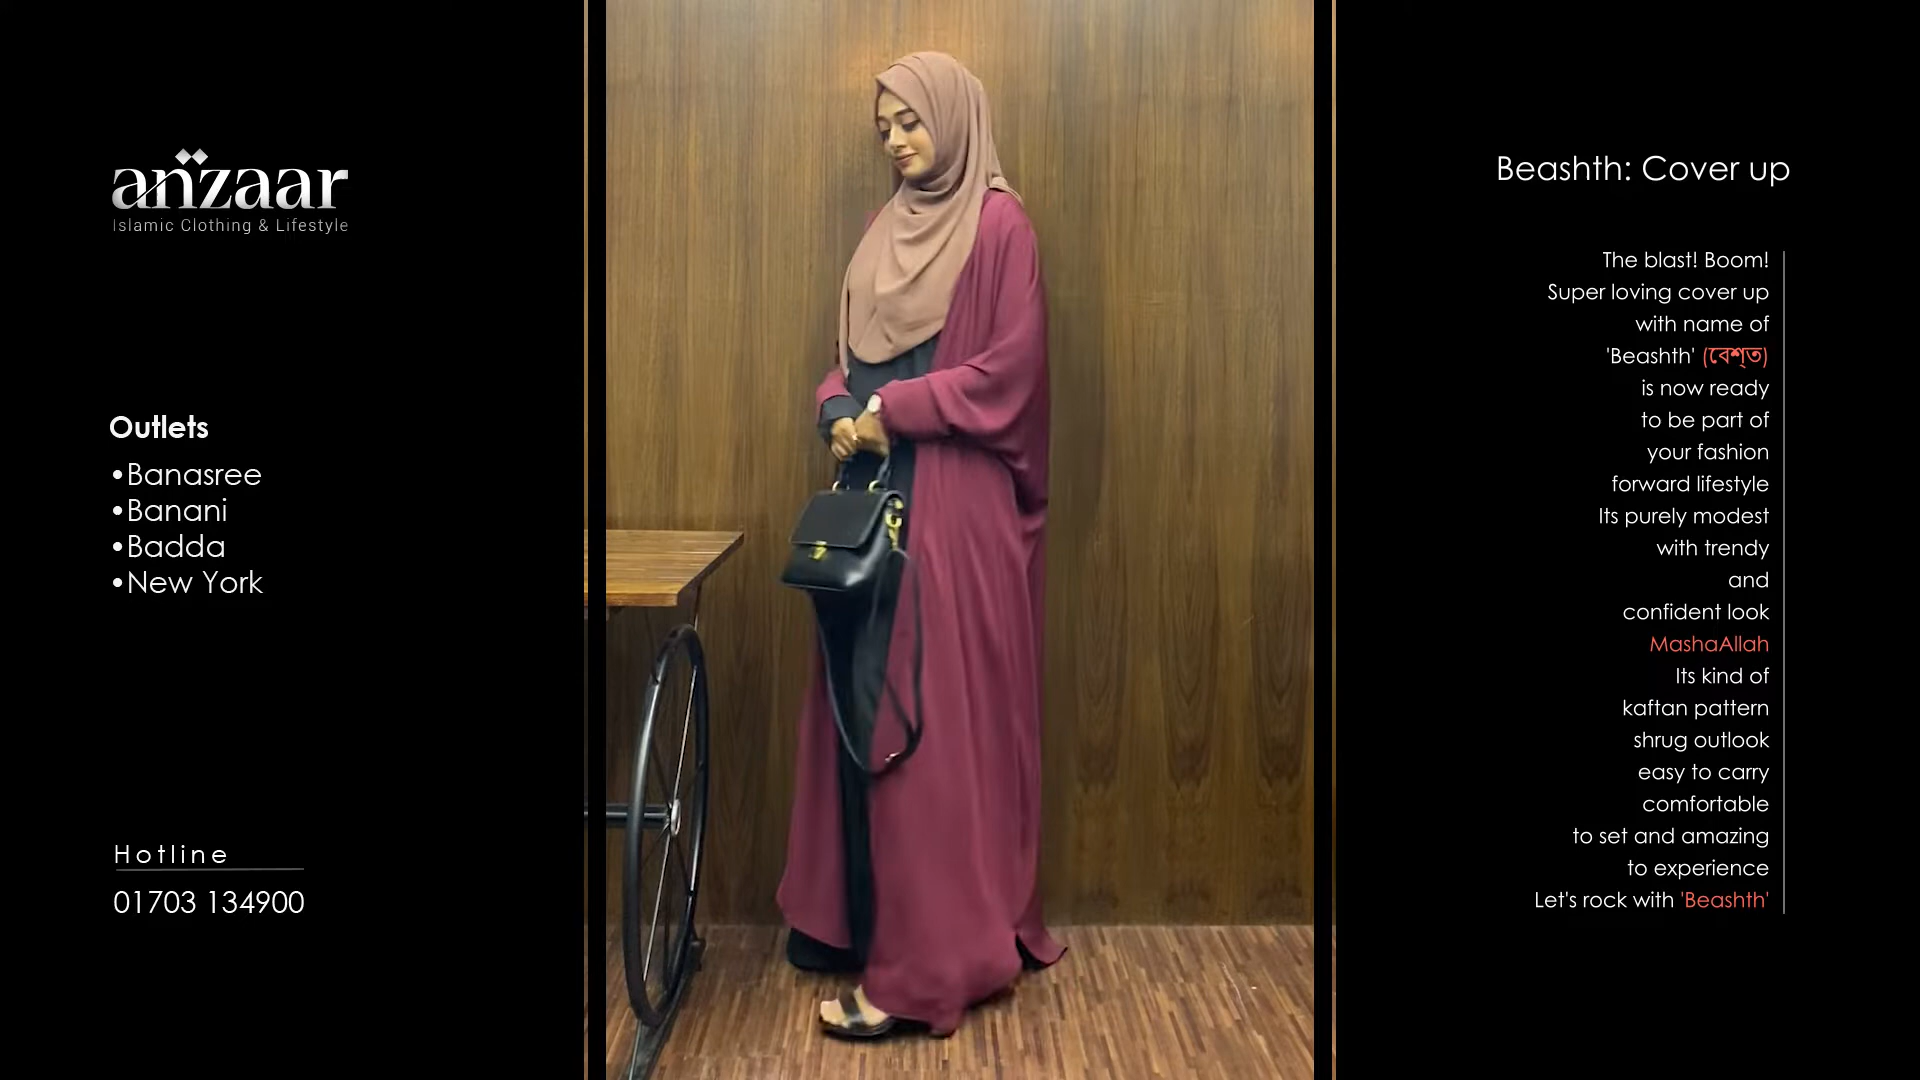 anzaar
Islamic Clothing & Lifestyle
Outlets
•Banasree
•Banani
•Badda
•New York
Hotline
01703 134900
Beashth: Cover up
The blast! Boom!
Super loving cover up
with name of
'Beashth' (বেশ্ত)
is now ready
to be part of
your fashion
forward lifestyle
Its purely modest
with trendy
and
confident look
MashaAllah
Its kind of
kaftan pattern
shrug outlook
easy to carry
comfortable
to set and amazing
to experience
Let's rock with 'Beashth'